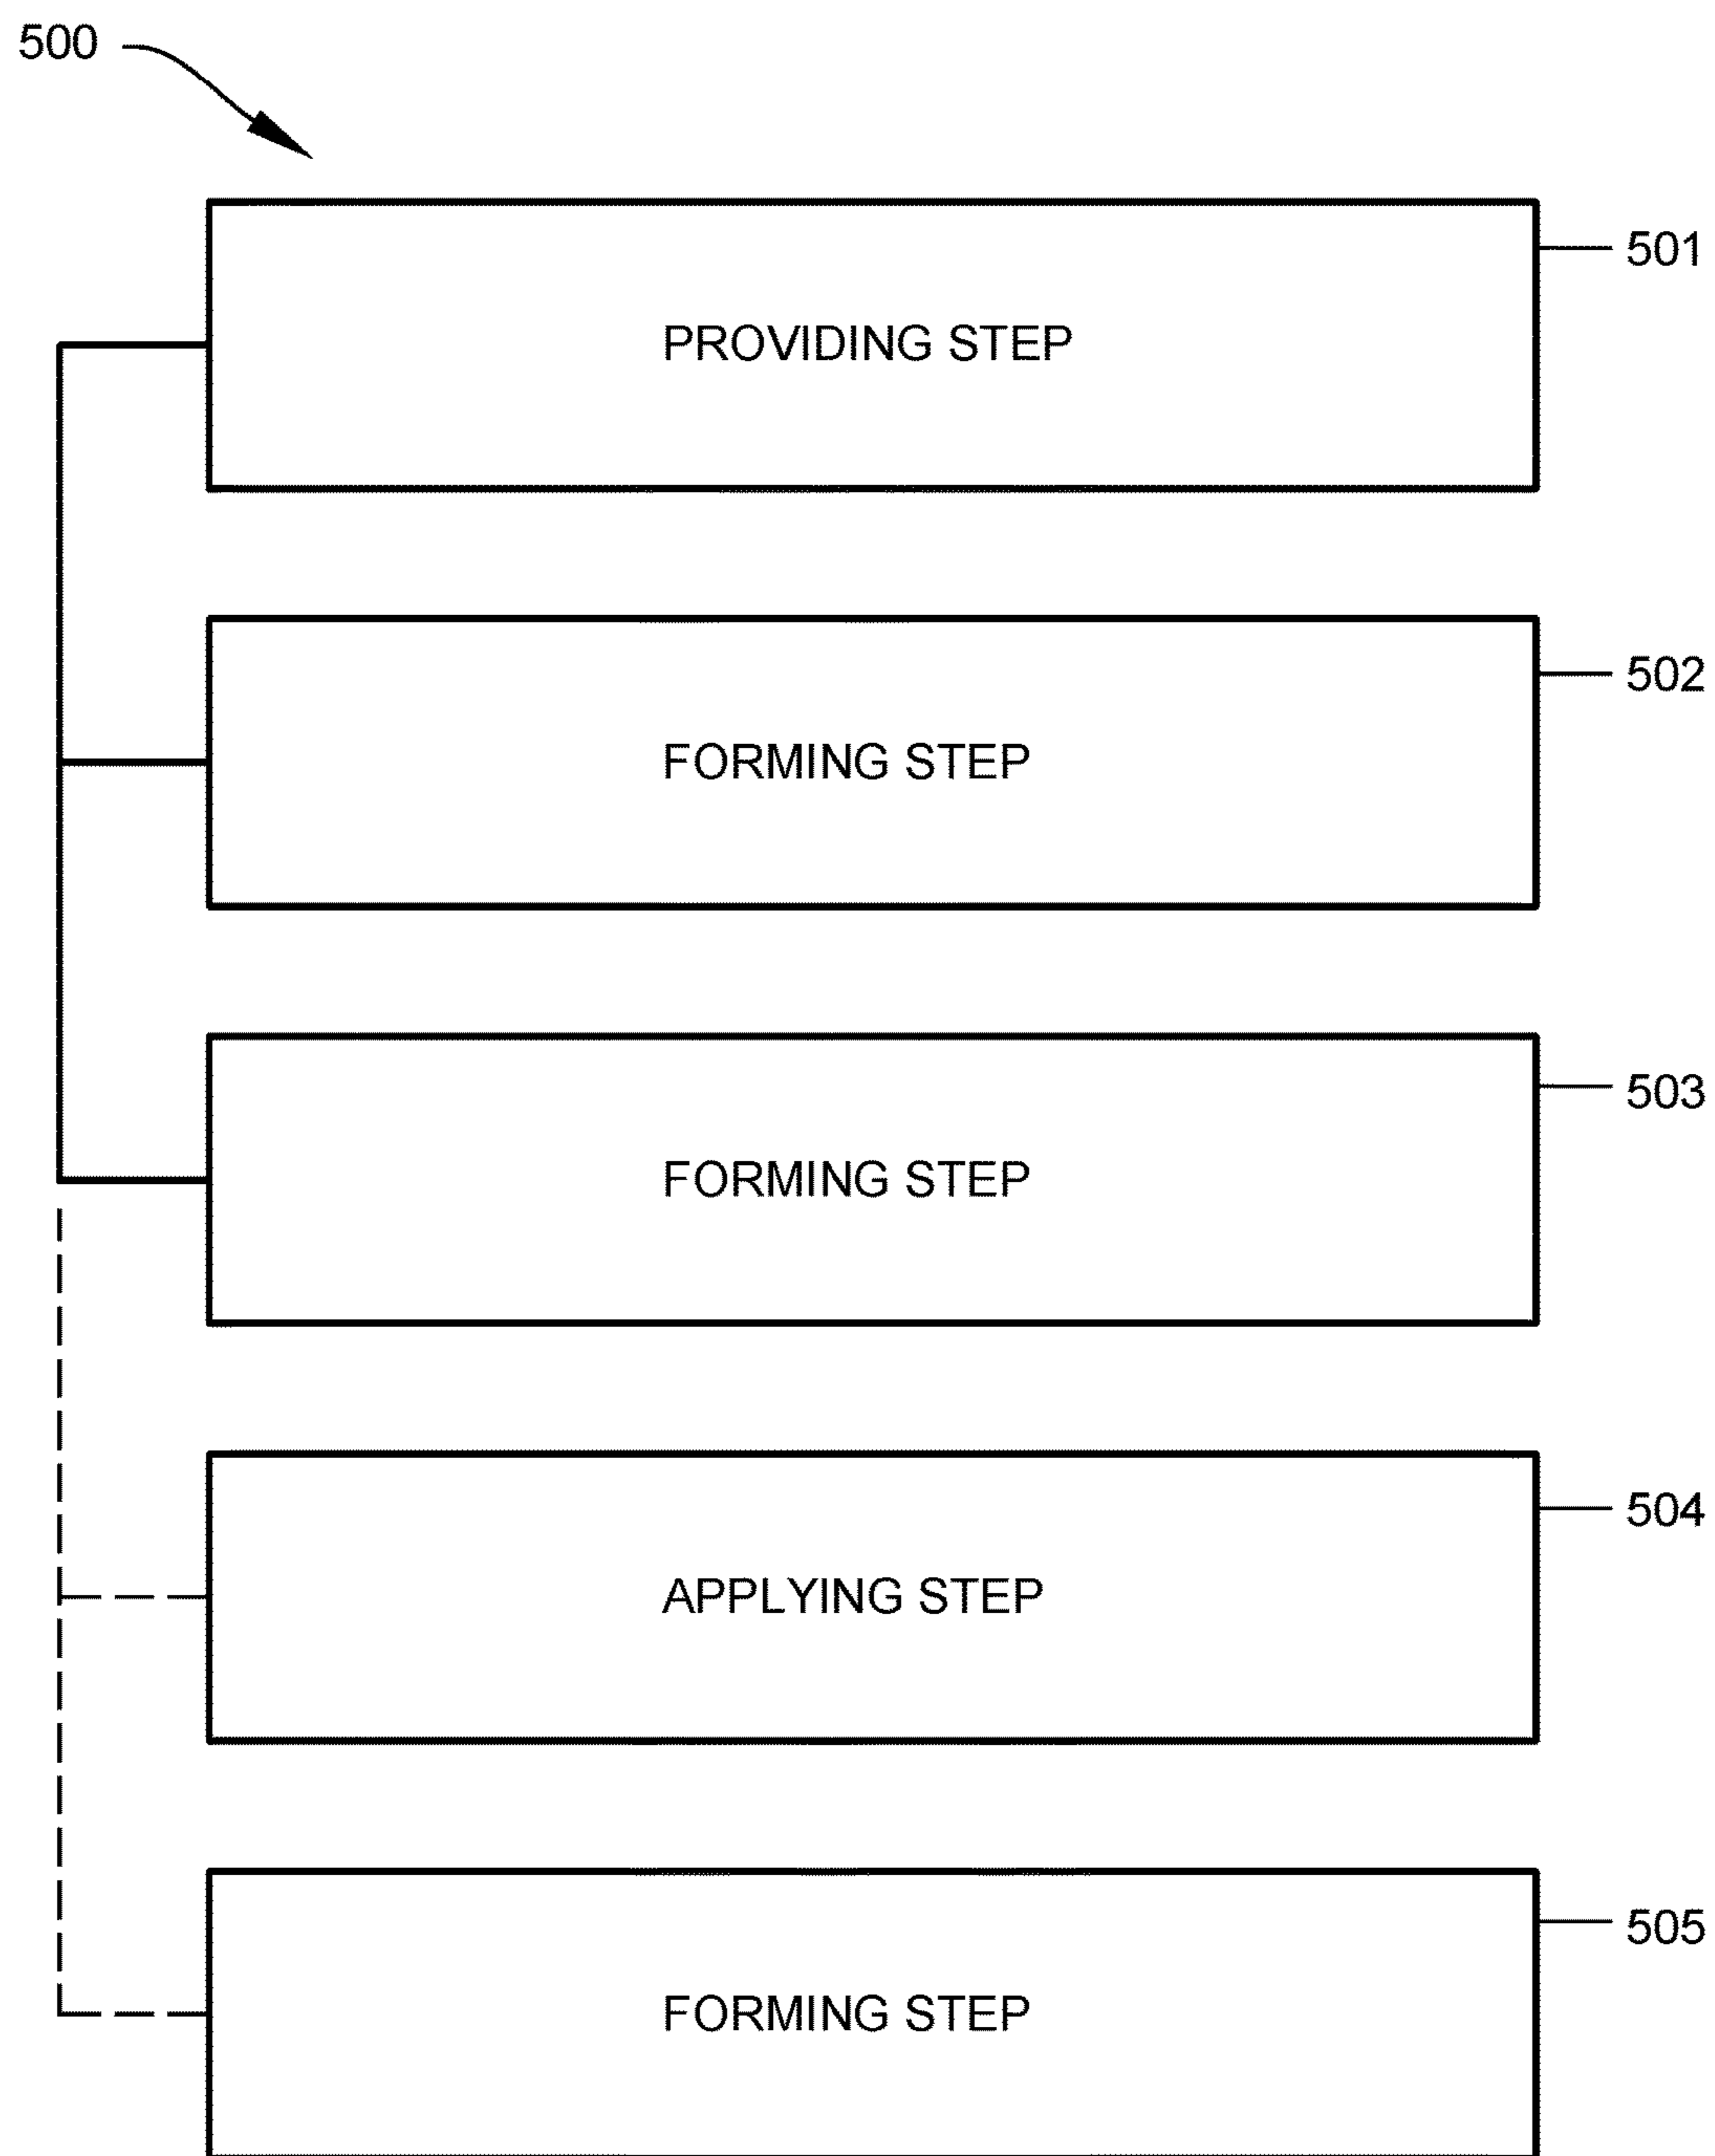 500
501
PROVIDING STEP
502
FORMING STEP
503
FORMING STEP
504
APPLYING STEP
505
FORMING STEP